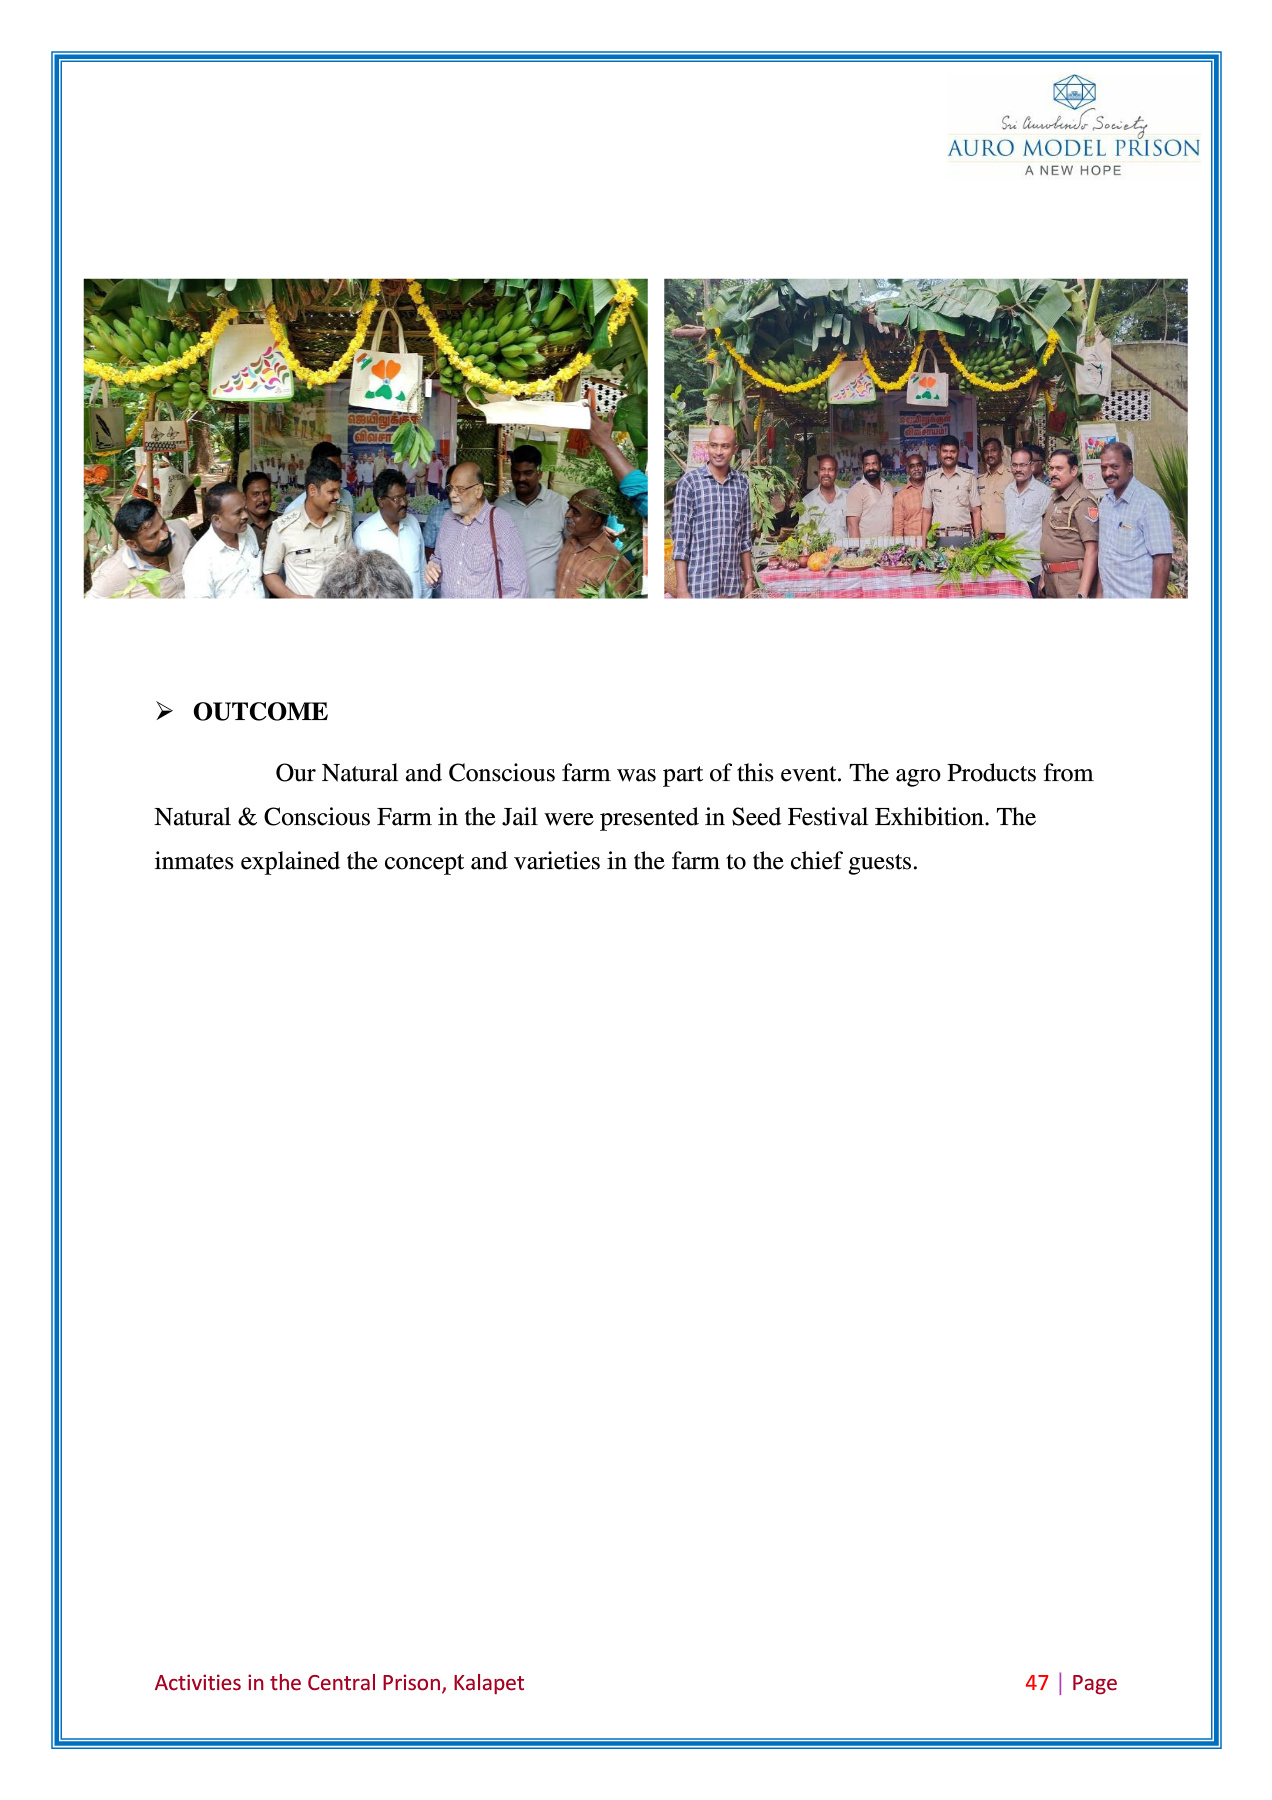 Sri Aurobindo Society
AURO MODEL PRISON
A NEW HOPE
ஜெயிலுக்குள்
விவசாயம்!
➢ OUTCOME
Our Natural and Conscious farm was part of this event. The agro Products from
Natural & Conscious Farm in the Jail were presented in Seed Festival Exhibition. The
inmates explained the concept and varieties in the farm to the chief guests.
Activities in the Central Prison, Kalapet
47 | Page